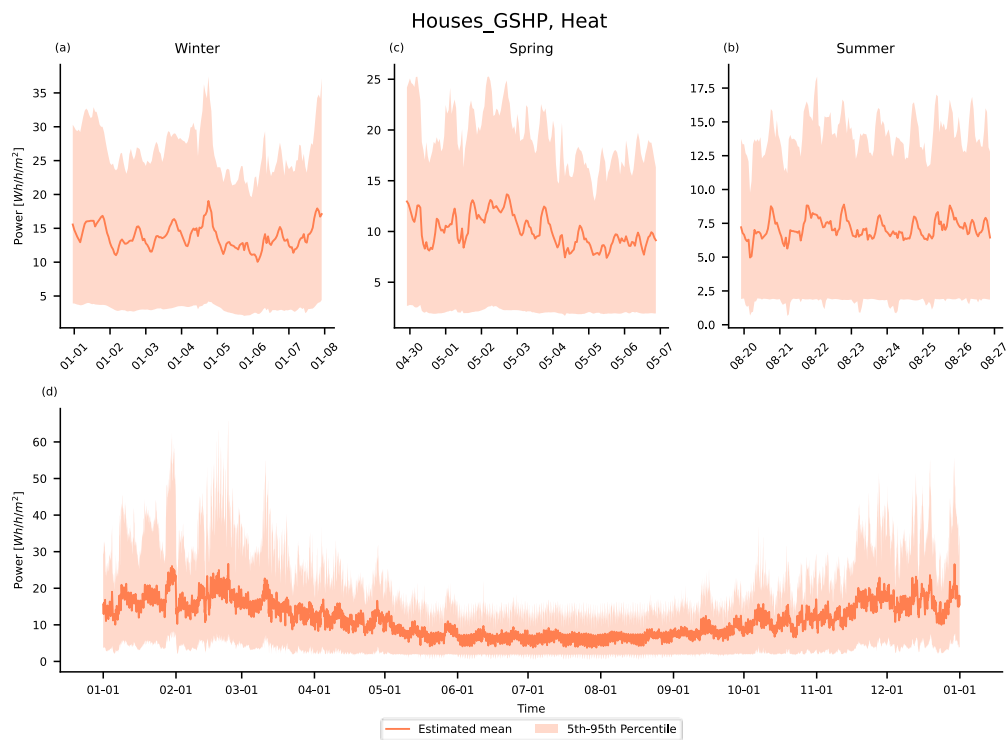 Houses_GSHP, Heat
(a) Winter
(c) Spring
(b) Summer
Power [Wh/h/m²]
35
30
25
20
15
10
5
01-01 01-02 01-03 01-04 01-05 01-06 01-07 01-08
25
20
15
10
5
04-30 05-01 05-02 05-03 05-04 05-05 05-06 05-07
17.5
15.0
12.5
10.0
7.5
5.0
2.5
0.0
08-20 08-21 08-22 08-23 08-24 08-25 08-26 08-27
(d)
Power [Wh/h/m²]
60
50
40
30
20
10
0
01-01 02-01 03-01 04-01 05-01 06-01 07-01 08-01 9-01 10-01 11-01 12-01 01-01
Time
Estimated mean 5th-95th Percentile